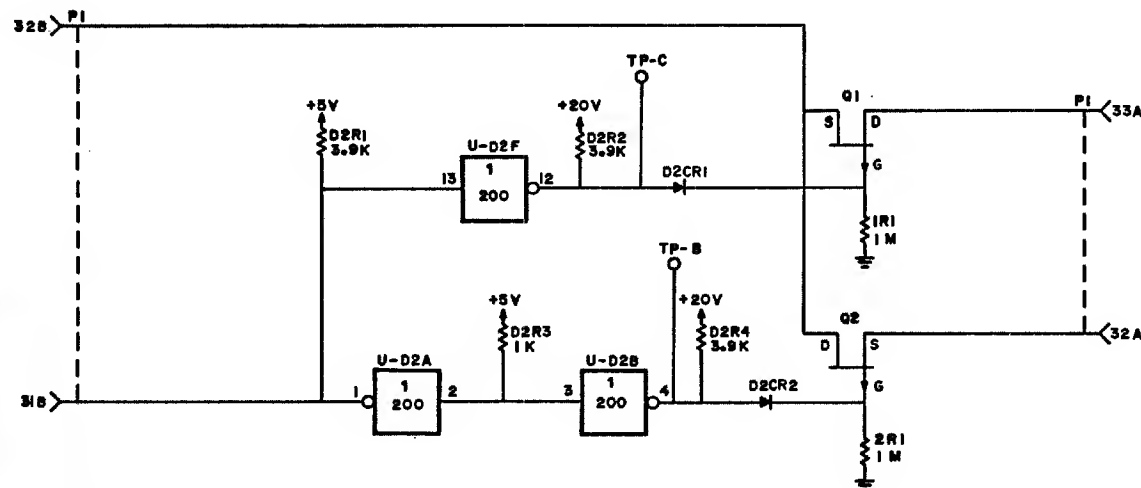 32B
P1
TP-C
+5V
D2R1
3.9K
+20V
D2R2
3.9K
U-D2F
1
200
13
12
D2CR1
Q1
S
D
G
P1
33A
1R1
1M
TP-B
+5V
D2R3
1K
+20V
D2R4
3.9K
Q2
D
S
G
32A
U-D2A
1
200
1
2
U-D2B
1
200
3
4
D2CR2
31B
2R1
1M